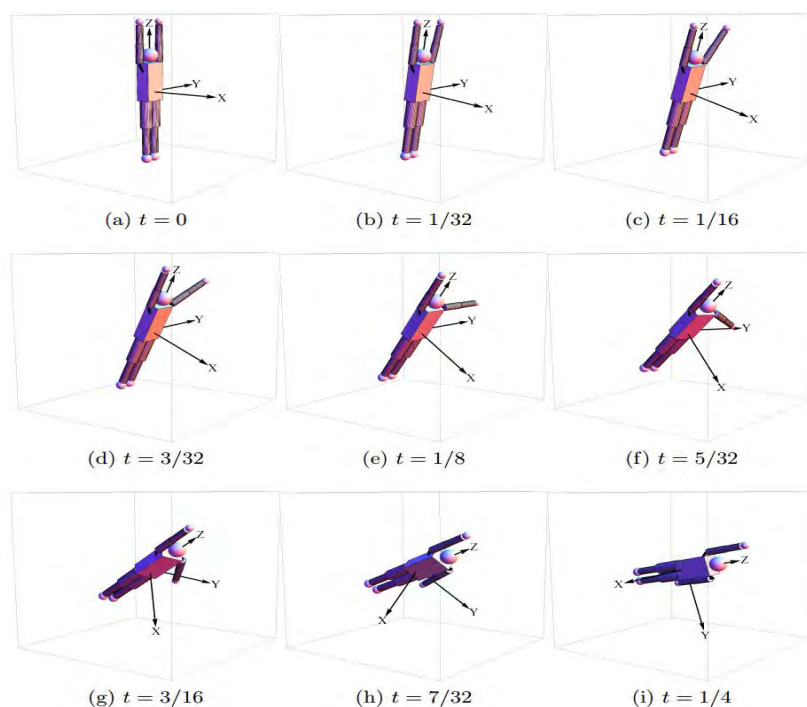 Z
Y
X
Z
Y
X
Z
Y
X
(a) t = 0
(b) t = 1/32
(c) t = 1/16
Z
Y
X
Z
Y
X
Z
Y
X
(d) t = 3/32
(e) t = 1/8
(f) t = 5/32
Z
Y
X
Z
Y
X
Z
X
Y
(g) t = 3/16
(h) t = 7/32
(i) t = 1/4